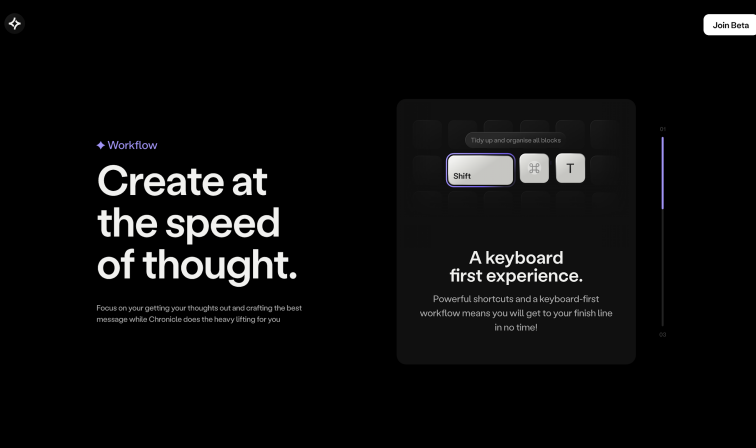 Join Beta
Workflow
Create at
the speed
of thought.
Focus on your getting your thoughts out and crafting the best
message while Chronicle does the heavy lifting for you
Tidy up and organise all blocks
Shift
⌘
T
A keyboard
first experience.
Powerful shortcuts and a keyboard-first
workflow means you will get to your finish line
in no time!
01
03